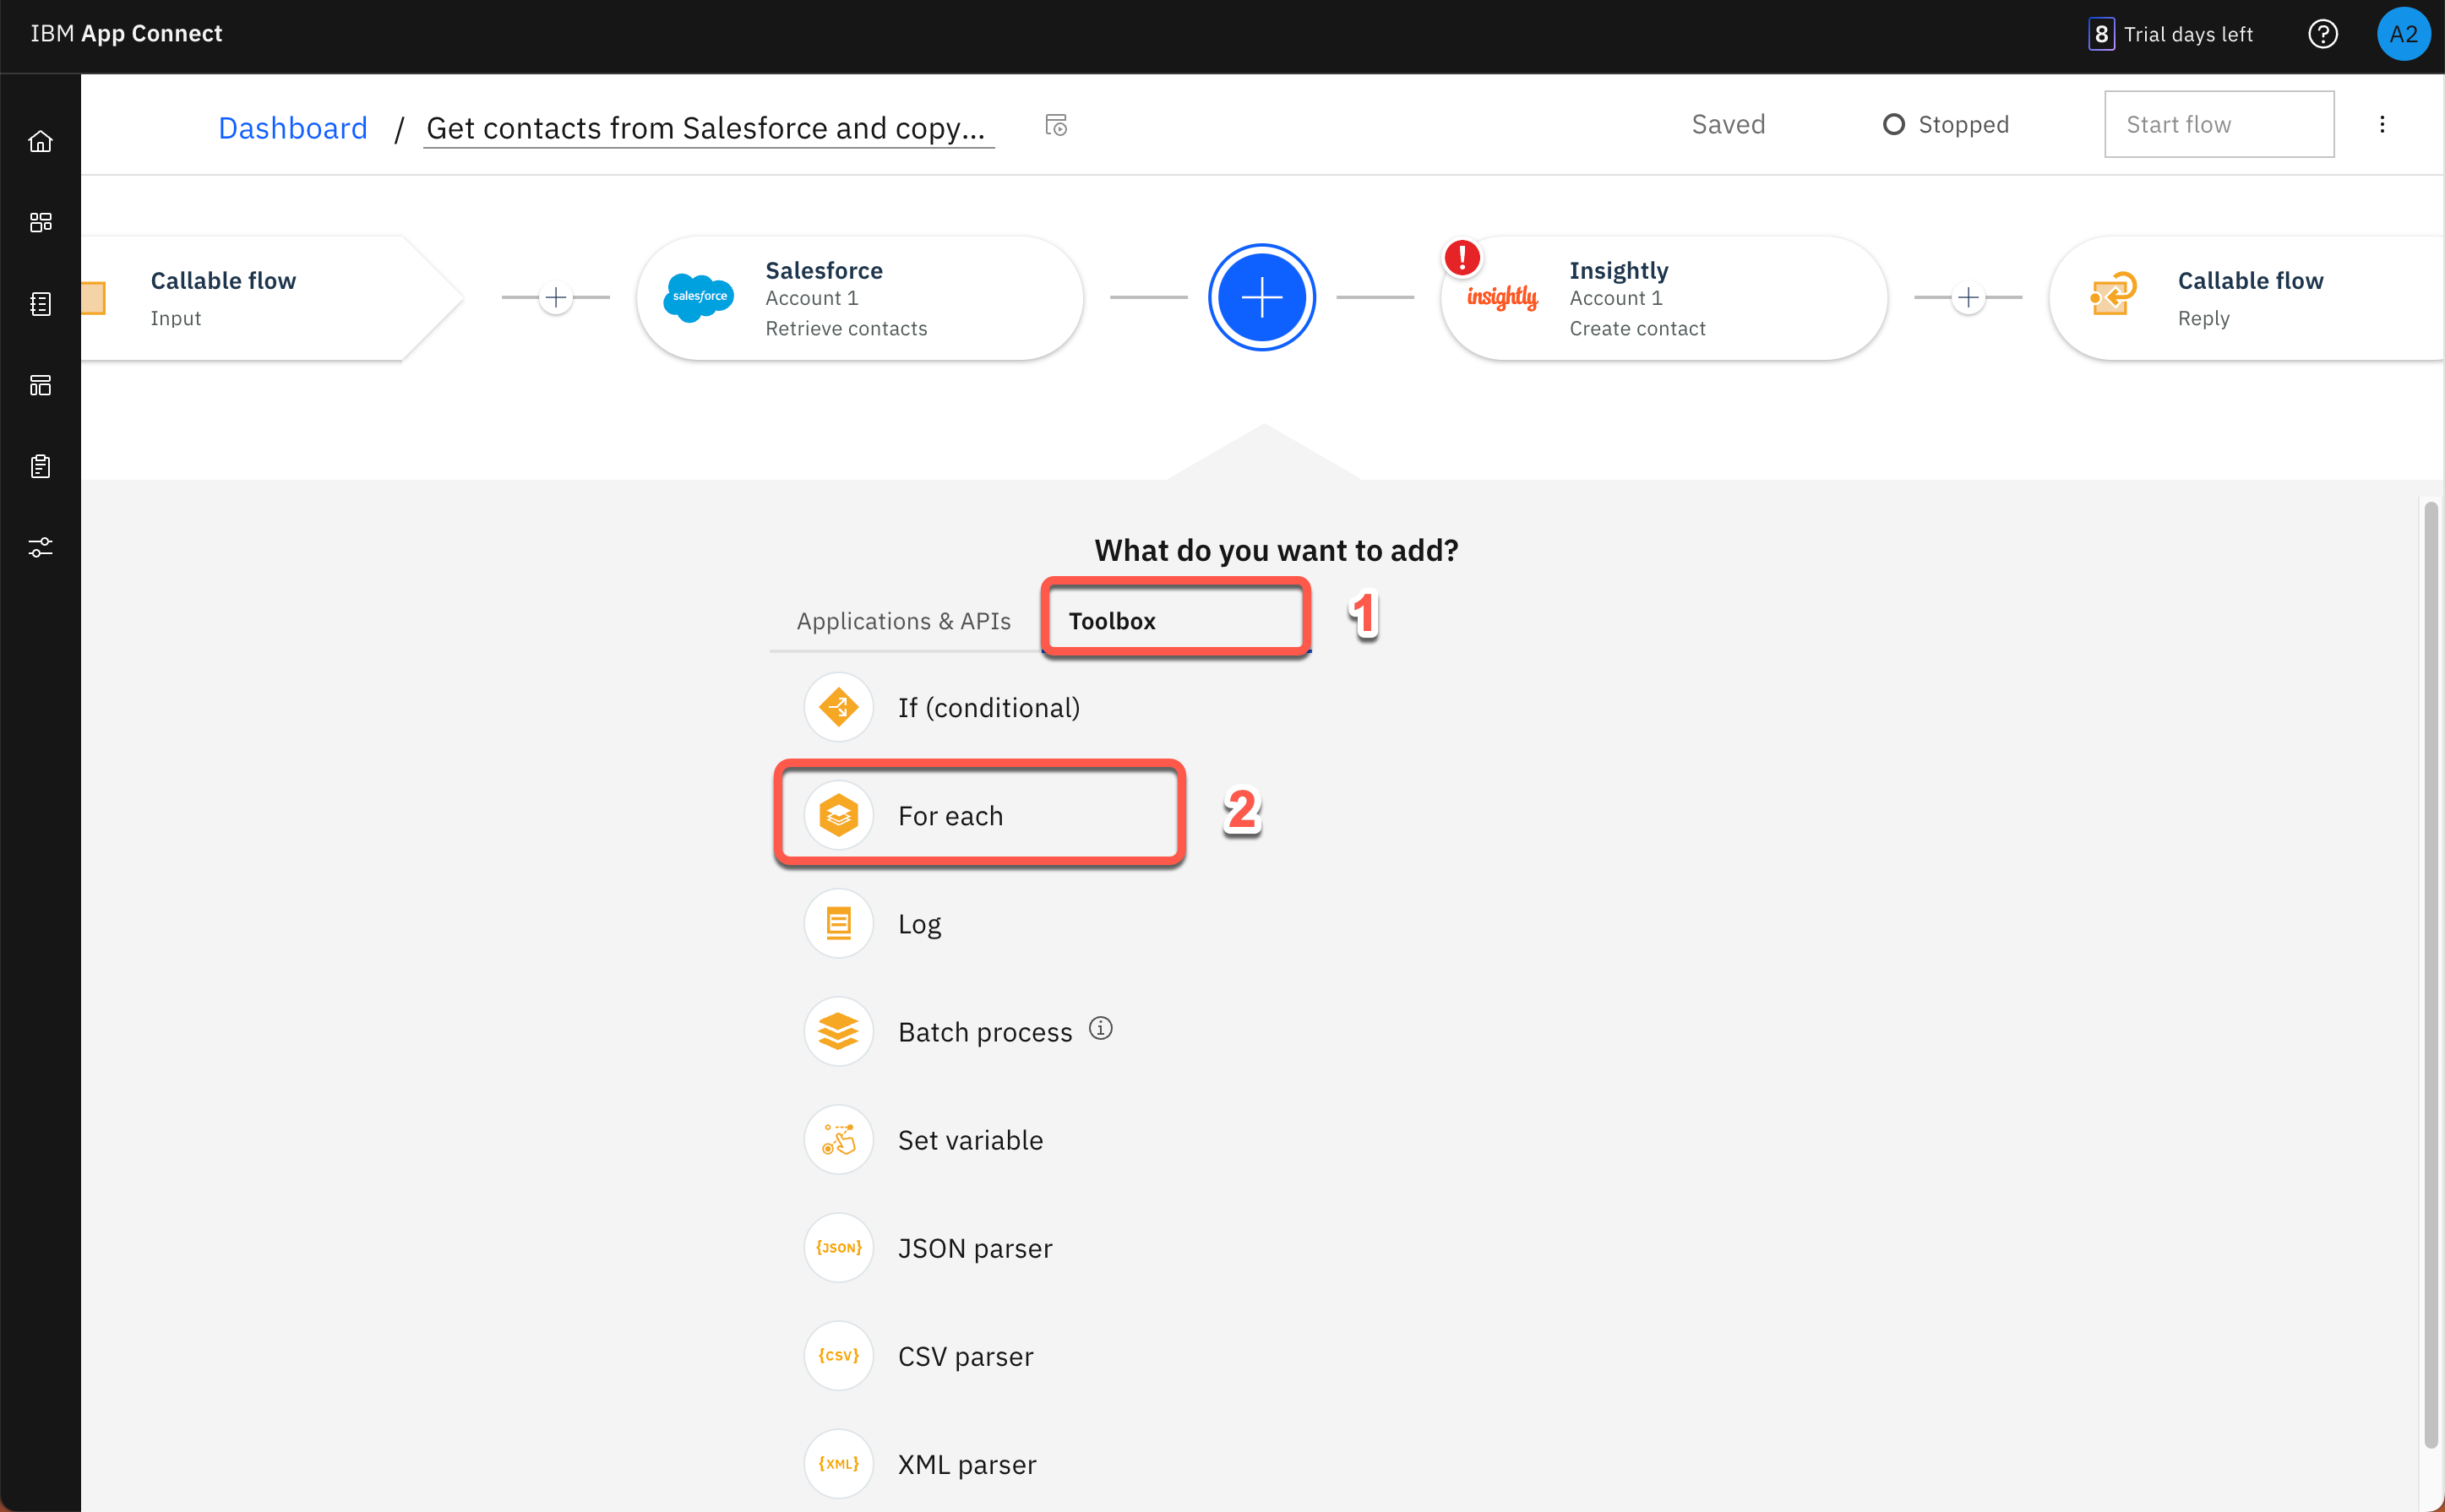 IBM App Connect
8 Trial days left
A2
Dashboard / Get contacts from Salesforce and copy...
Saved
Stopped
Start flow
Callable flow
Input
salesforce
Salesforce
Account 1
Retrieve contacts
insightly
Insightly
Account 1
Create contact
Callable flow
Reply
What do you want to add?
Applications & APIs
Toolbox
1
If (conditional)
For each
2
Log
Batch process
Set variable
{JSON}
JSON parser
{CSV}
CSV parser
{XML}
XML parser